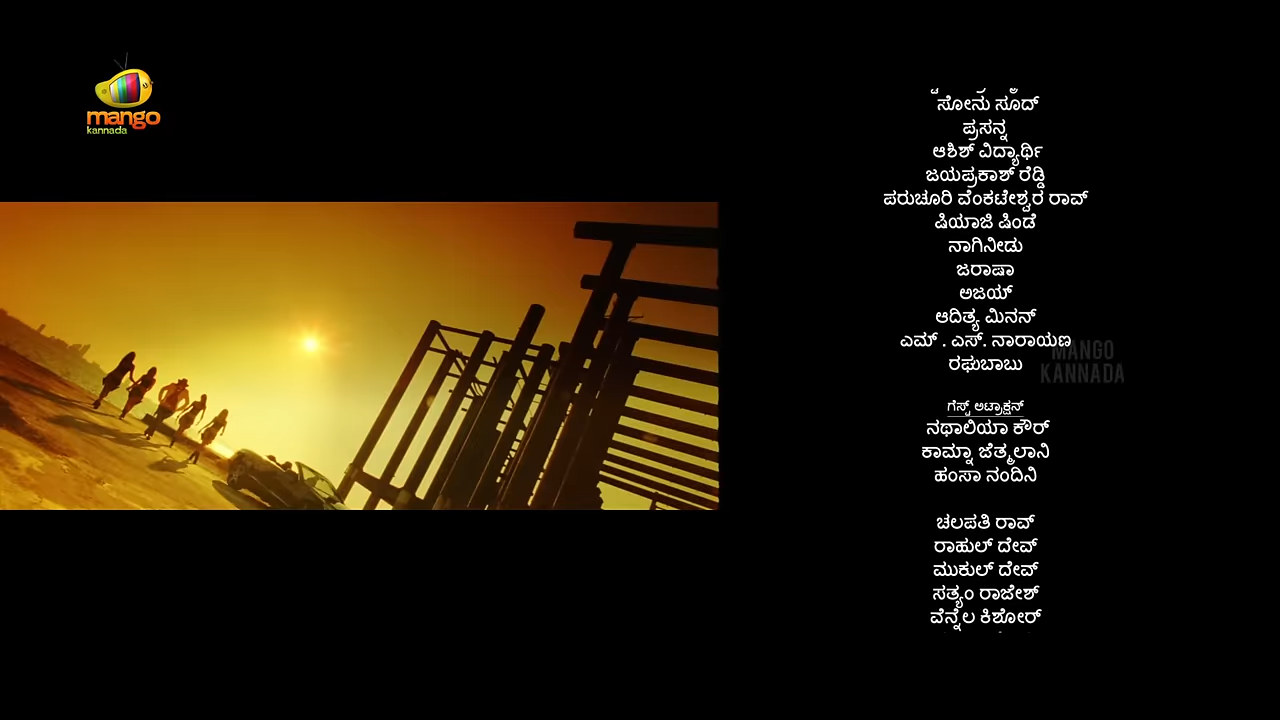 mango
kannada
ಸೋನು ಸೂದ್
ಪ್ರಸನ್ನ
ಆಶಿಶ್ ವಿದ್ಯಾರ್ಥಿ
ಜಯಪ್ರಕಾಶ್ ರೆಡ್ಡಿ
ಪರುಚೂರಿ ವೆಂಕಟೇಶ್ವರ ರಾವ್
ಷಿಯಾಜಿ ಷಿಂಡೆ
ನಾಗಿನೀಡು
ಜರಾಷಾ
ಅಜಯ್
ಆದಿತ್ಯ ಮಿನನ್
ಎಮ್ . ಎಸ್. ನಾರಾಯಣ
ರಘುಬಾಬು
MANGO
KANNADA
ಗೆಸ್ಟ್ ಅಟ್ರಾಕ್ಷನ್
ನಥಾಲಿಯಾ ಕೌರ್
ಕಾಮ್ನಾ ಜೆತ್ಮಲಾನಿ
ಹಂಸಾ ನಂದಿನಿ
ಚಲಪತಿ ರಾವ್
ರಾಹುಲ್ ದೇವ್
ಮುಕುಲ್ ದೇವ್
ಸತ್ಯಂ ರಾಜೇಶ್
ವೆನ್ನೆಲ ಕಿಶೋರ್